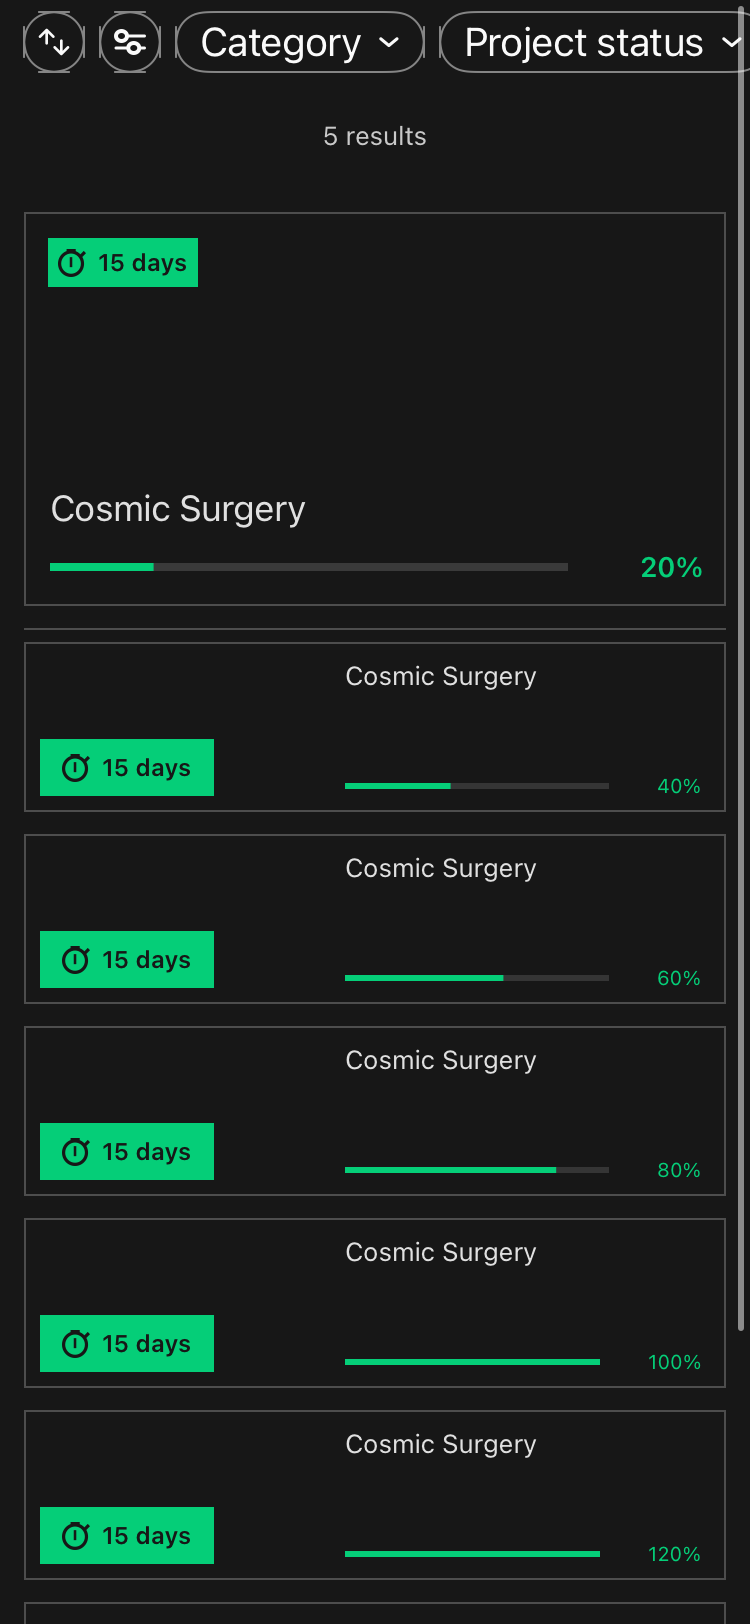 Category
Project status
5 results
15 days
Cosmic Surgery
20%
Cosmic Surgery
15 days
40%
Cosmic Surgery
15 days
60%
Cosmic Surgery
15 days
80%
Cosmic Surgery
15 days
100%
Cosmic Surgery
15 days
120%